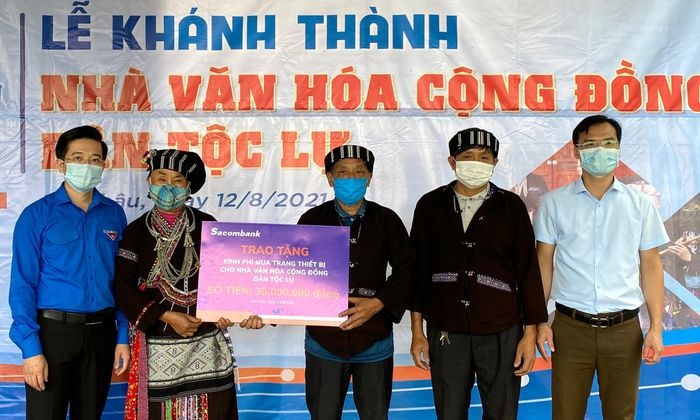 LỄ KHÁNH THÀNH
NHÀ VĂN HÓA CỘNG ĐỒNG
DÂN TỘC LỰ
12/8/2021
Sacombank
TRAO TẶNG
KINH PHÍ MUA TRANG THIẾT BỊ
CHO NHÀ VĂN HÓA CỘNG ĐỒNG
DÂN TỘC LỰ
SỐ TIỀN: 30.000.000 đồng